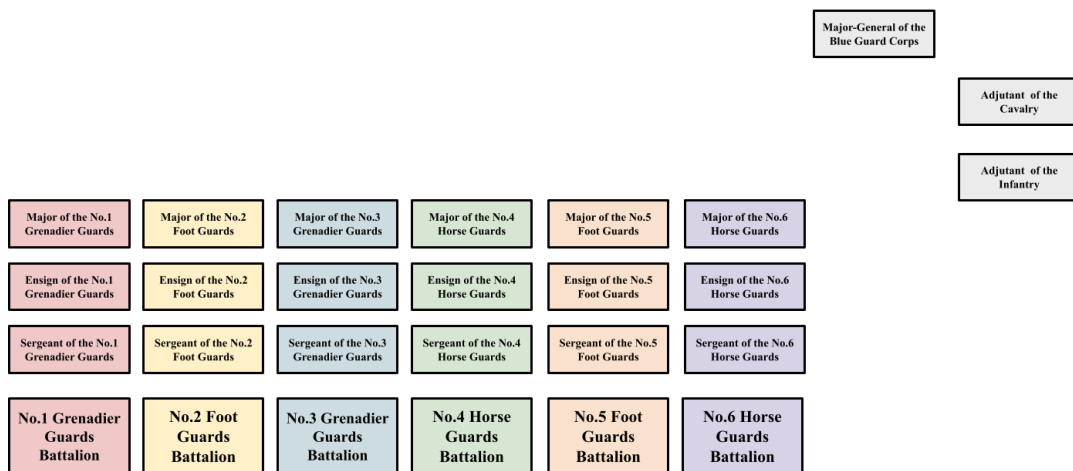 Major-General of the
Blue Guard Corps
Adjutant of the
Cavalry
Adjutant of the
Infantry
Major of the No.1
Grenadier Guards
Major of the No.2
Foot Guards
Major of the No.3
Grenadier Guards
Major of the No.4
Horse Guards
Major of the No.5
Foot Guards
Major of the No.6
Horse Guards
Ensign of the No.1
Grenadier Guards
Ensign of the No.2
Foot Guards
Ensign of the No.3
Grenadier Guards
Ensign of the No.4
Horse Guards
Ensign of the No.5
Foot Guards
Ensign of the No.6
Horse Guards
Sergeant of the No.1
Grenadier Guards
Sergeant of the No.2
Foot Guards
Sergeant of the No.3
Grenadier Guards
Sergeant of the No.4
Horse Guards
Sergeant of the No.5
Foot Guards
Sergeant of the No.6
Horse Guards
No.1 Grenadier
Guards
Battalion
No.2 Foot
Guards
Battalion
No.3 Grenadier
Guards
Battalion
No.4 Horse
Guards
Battalion
No.5 Foot
Guards
Battalion
No.6 Horse
Guards
Battalion